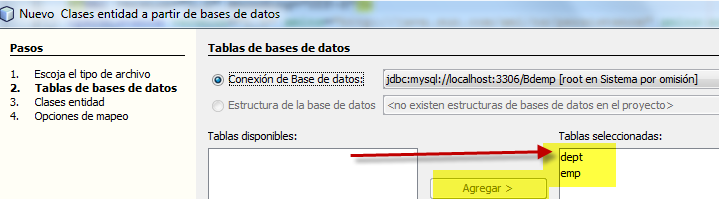 Nuevo Clases entidad a partir de bases de datos
Pasos
1. Escoja el tipo de archivo
2. Tablas de bases de datos
3. Clases entidad
4. Opciones de mapeo
Tablas de bases de datos
Conexión de Base de datos:
jdbc:mysql://localhost:3306/Bdemp [root en Sistema por omisión]
Estructura de la base de datos
<no existen estructuras de bases de datos en el proyecto>
Tablas disponibles:
Agregar >
Tablas seleccionadas:
dept
emp